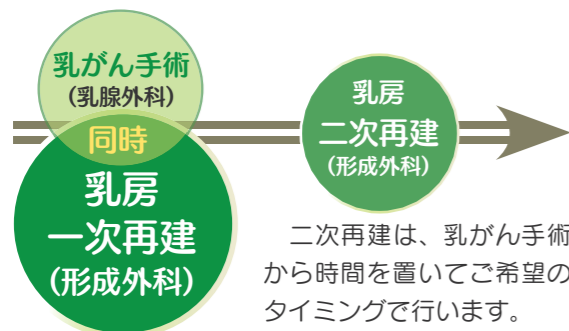 乳がん手術
(乳腺外科)
同時
乳房
一次再建
(形成外科)
乳房
二次再建
(形成外科)
　二次再建は、乳がん手術
から時間を置いてご希望の
タイミングで行います。